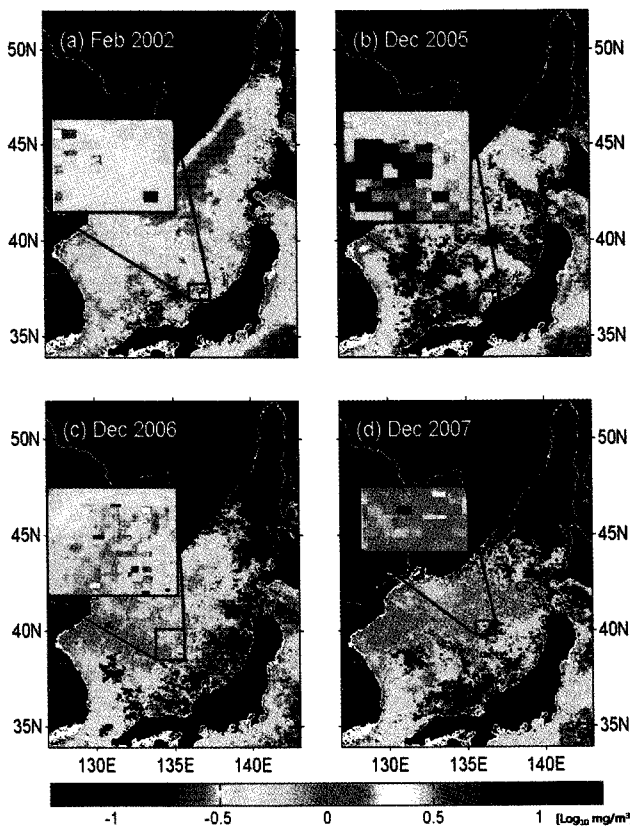 (a) Feb 2002
(b) Dec 2005
50N
50N
45N
45N
40N
40N
35N
35N
(c) Dec 2006
(d) Dec 2007
50N
50N
45N
45N
40N
40N
35N
35N
130E
135E
140E
130E
135E
140E
-1
-0.5
0
0.5
1
[Log₁₀ mg/m³